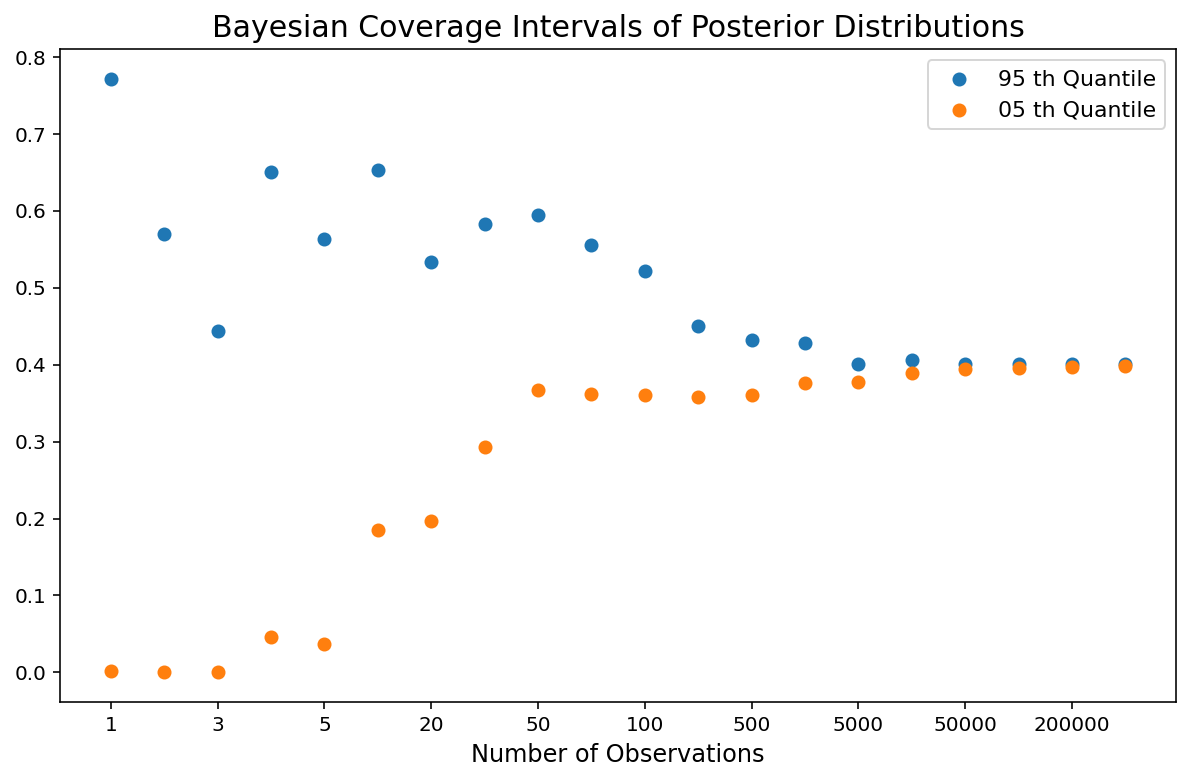 Bayesian Coverage Intervals of Posterior Distributions
95 th Quantile
05 th Quantile
0.8
0.7
0.6
0.5
0.4
0.3
0.2
0.1
0.0
1 3 5 20 50 100 500 5000 50000 200000
Number of Observations